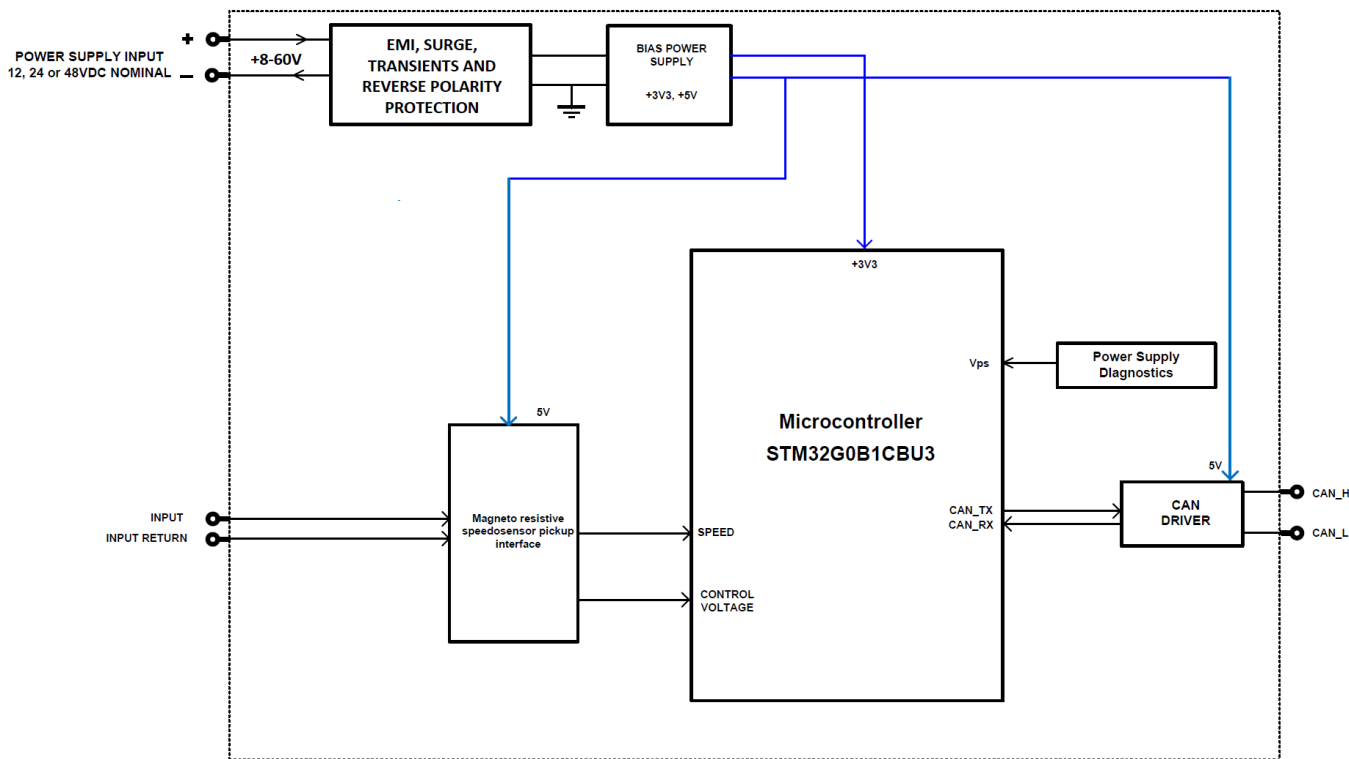 +
POWER SUPPLY INPUT
12, 24 or 48VDC NOMINAL
−
+8-60V
EMI, SURGE,
TRANSIENTS AND
REVERSE POLARITY
PROTECTION
BIAS POWER
SUPPLY
+3V3, +5V
+3V3
Vps
Power Supply
DIagnostics
Microcontroller
STM32G0B1CBU3
5V
Magneto resistive
speedosensor pickup
interface
INPUT
INPUT RETURN
SPEED
CONTROL
VOLTAGE
CAN_TX
CAN_RX
5V
CAN
DRIVER
CAN_H
CAN_L